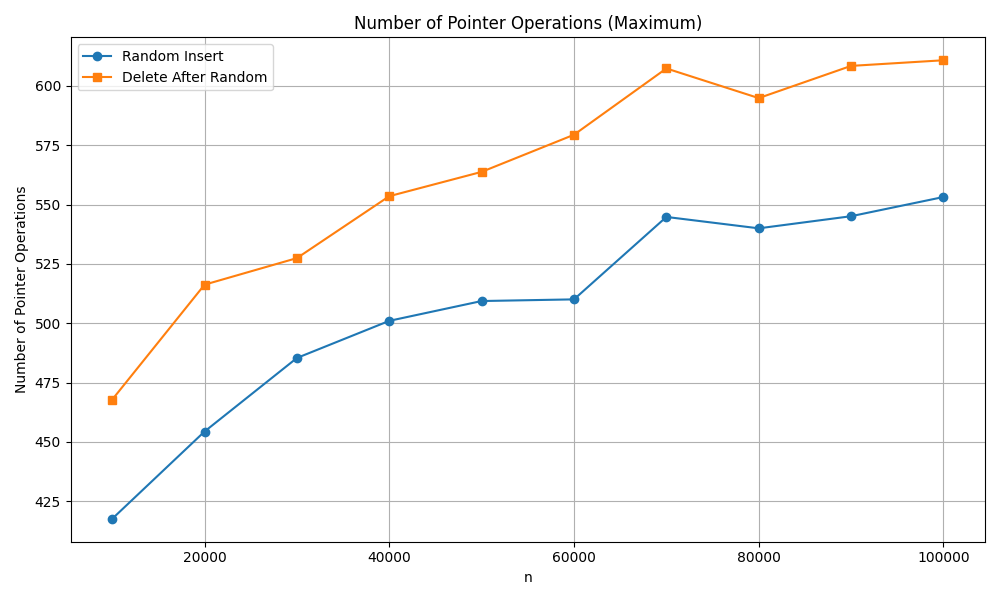 Number of Pointer Operations (Maximum)
Random Insert
Delete After Random
Number of Pointer Operations
600
575
550
525
500
475
450
425
20000
40000
60000
80000
100000
n